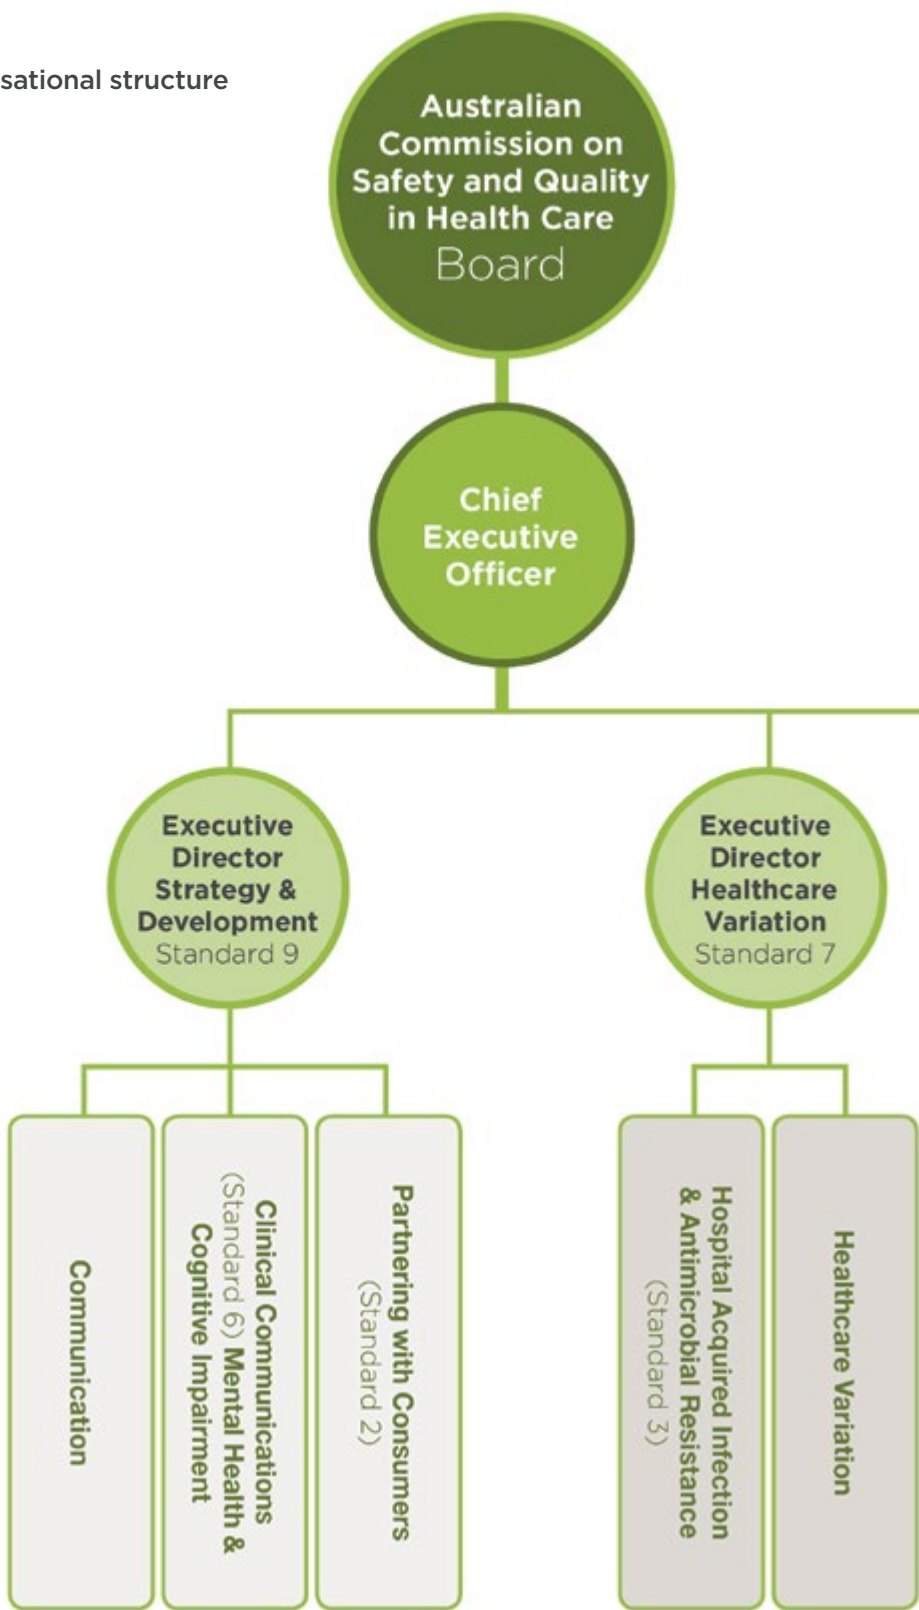 sational structure
Australian
Commission on
Safety and Quality
in Health Care
Board
Chief
Executive
Officer
Executive
Director
Strategy &
Development
Standard 9
Executive
Director
Healthcare
Variation
Standard 7
Communication
Clinical Communications
(Standard 6) Mental Health &
Cognitive Impairment
Partnering with Consumers
(Standard 2)
Hospital Acquired Infection
& Antimicrobial Resistance
(Standard 3)
Healthcare Variation